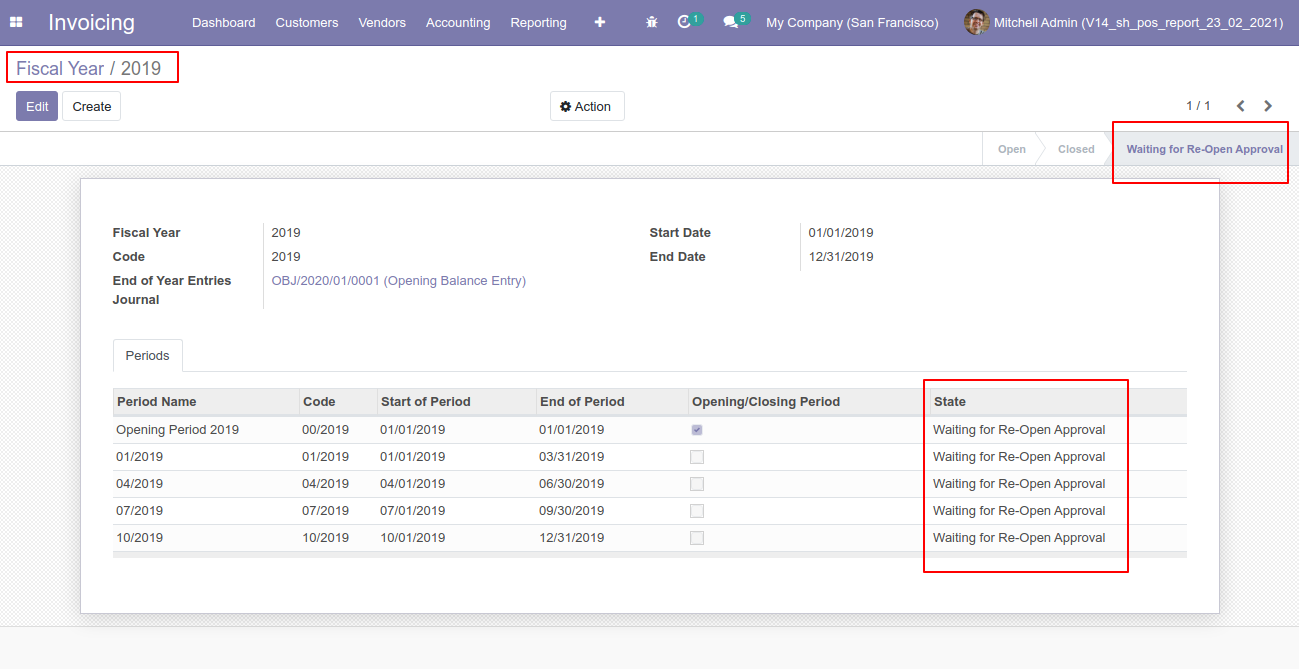 Invoicing Dashboard Customers Vendors Accounting Reporting 1 5 My Company (San Francisco) Mitchell Admin (V14_sh_pos_report_23_02_2021)
Fiscal Year / 2019
Edit Create Action 1 / 1
Open Closed Waiting for Re-Open Approval
Fiscal Year 2019 Start Date 01/01/2019
Code 2019 End Date 12/31/2019
End of Year Entries OBJ/2020/01/0001 (Opening Balance Entry)
Journal
Periods
Period Name Code Start of Period End of Period Opening/Closing Period State
Opening Period 2019 00/2019 01/01/2019 01/01/2019 Waiting for Re-Open Approval
01/2019 01/2019 01/01/2019 03/31/2019 Waiting for Re-Open Approval
04/2019 04/2019 04/01/2019 06/30/2019 Waiting for Re-Open Approval
07/2019 07/2019 07/01/2019 09/30/2019 Waiting for Re-Open Approval
10/2019 10/2019 10/01/2019 12/31/2019 Waiting for Re-Open Approval